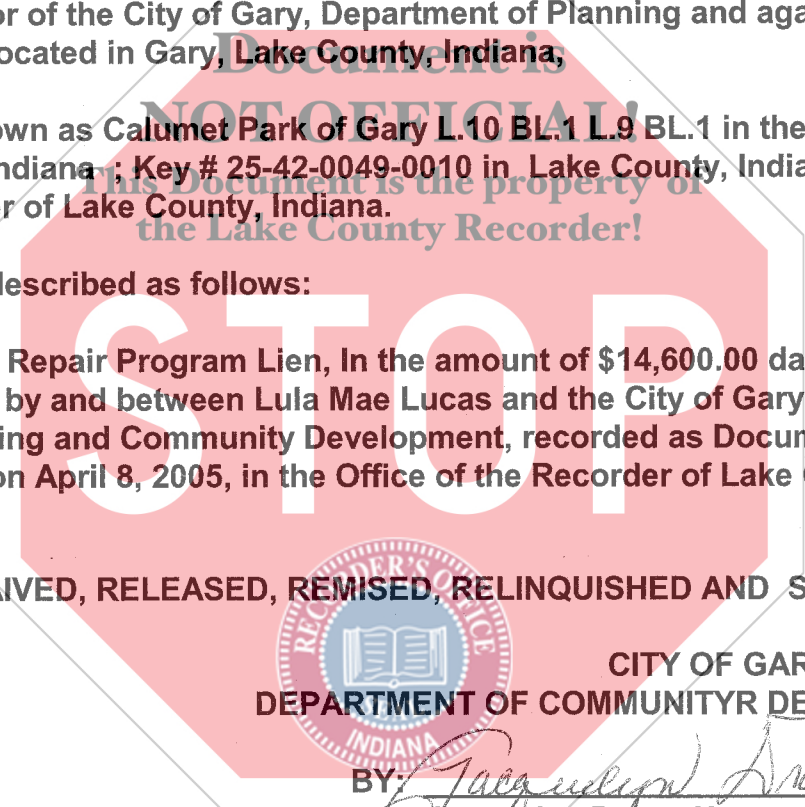 or of the City of Gary, Department of Planning and aga
ocated in Gary, Lake County, Indiana,
Document is
NOT OFFICIAL!
own as Calumet Park of Gary L.10 BL.1 L.9 BL.1 in the
ndiana ; Key # 25-42-0049-0010 in Lake County, India
This Document is the property of
r of Lake County, Indiana.
the Lake County Recorder!
described as follows:
STOP
Repair Program Lien, In the amount of $14,600.00 da
by and between Lula Mae Lucas and the City of Gary
ing and Community Development, recorded as Docum
on April 8, 2005, in the Office of the Recorder of Lake
AIVED, RELEASED, REMISED, RELINQUISHED AND S
RECORDER'S OFFICE
SEAL
INDIANA
CITY OF GAR
DEPARTMENT OF COMMUNITYR DE
BY: Jacquelyn